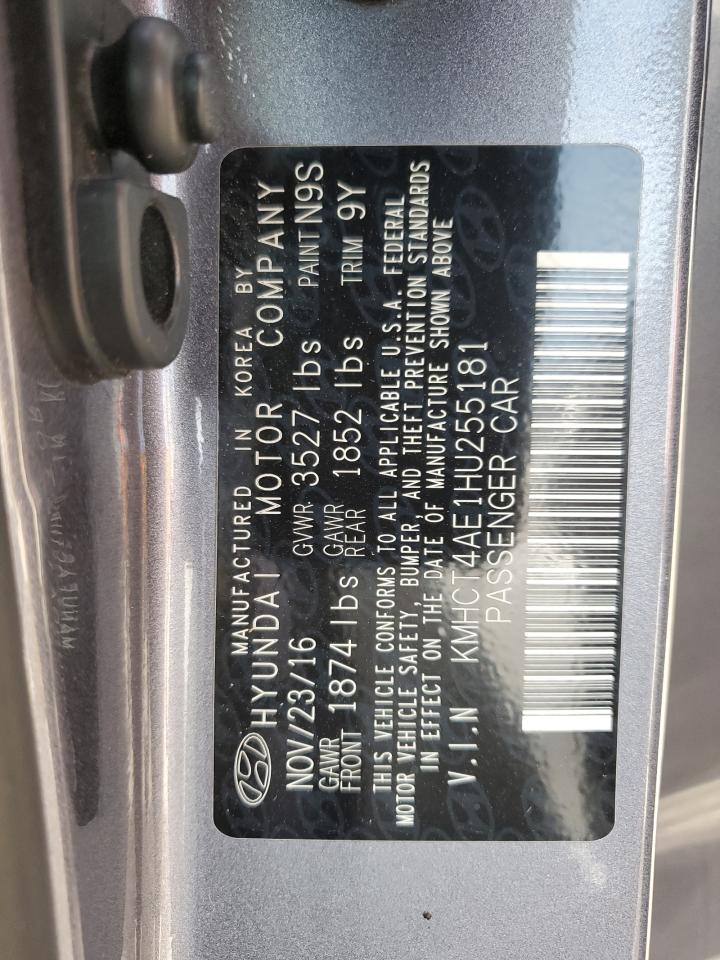 MANUFACTURED IN KOREA BY
HYUNDAI MOTOR COMPANY
NOV/23/16 GVWR 3527 lbs PAINT N9S
GAWR FRONT 1874 lbs GAWR REAR 1852 lbs TRIM 9Y
THIS VEHICLE CONFORMS TO ALL APPLICABLE U.S.A. FEDERAL
MOTOR VEHICLE SAFETY, BUMPER, AND THEFT PREVENTION STANDARDS
IN EFFECT ON THE DATE OF MANUFACTURE SHOWN ABOVE
V.I.N KMHCT4AE1HU255181
PASSENGER CAR